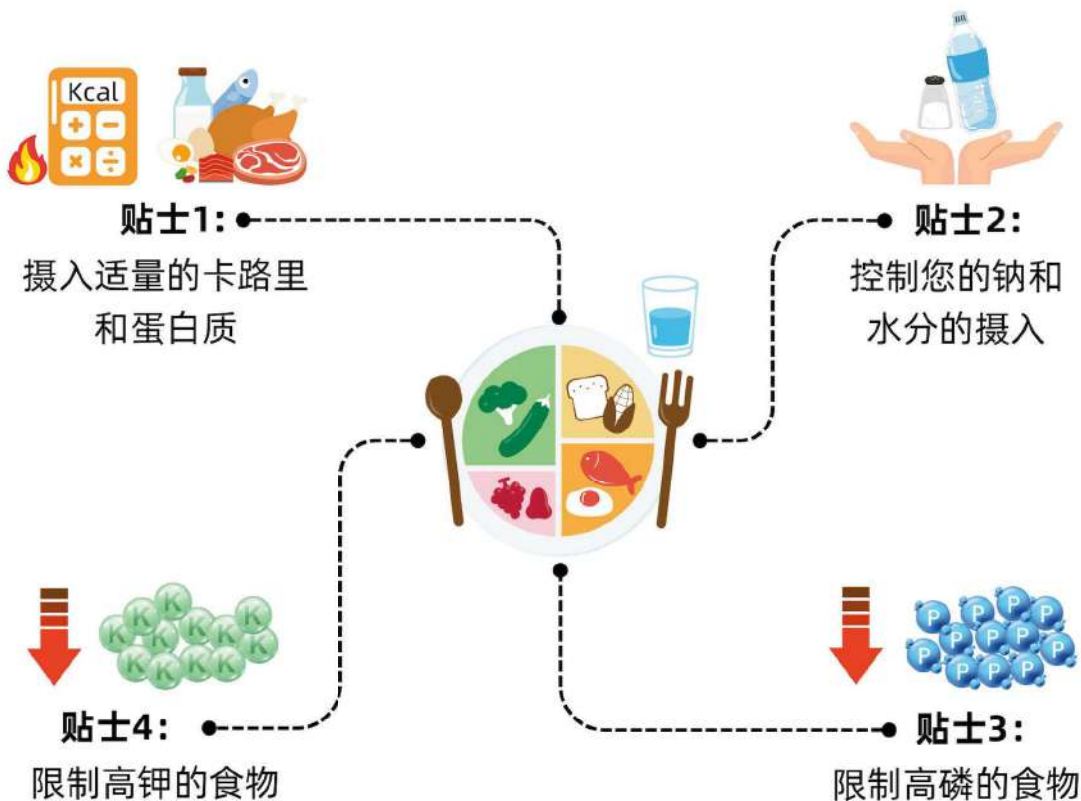 Kcal
贴士1:
摄入适量的卡路里
和蛋白质
贴士2:
控制您的钠和
水分的摄入
K K K K K K K K K K K K
贴士4:
限制高钾的食物
P P P P P P P P P P P
贴士3:
限制高磷的食物